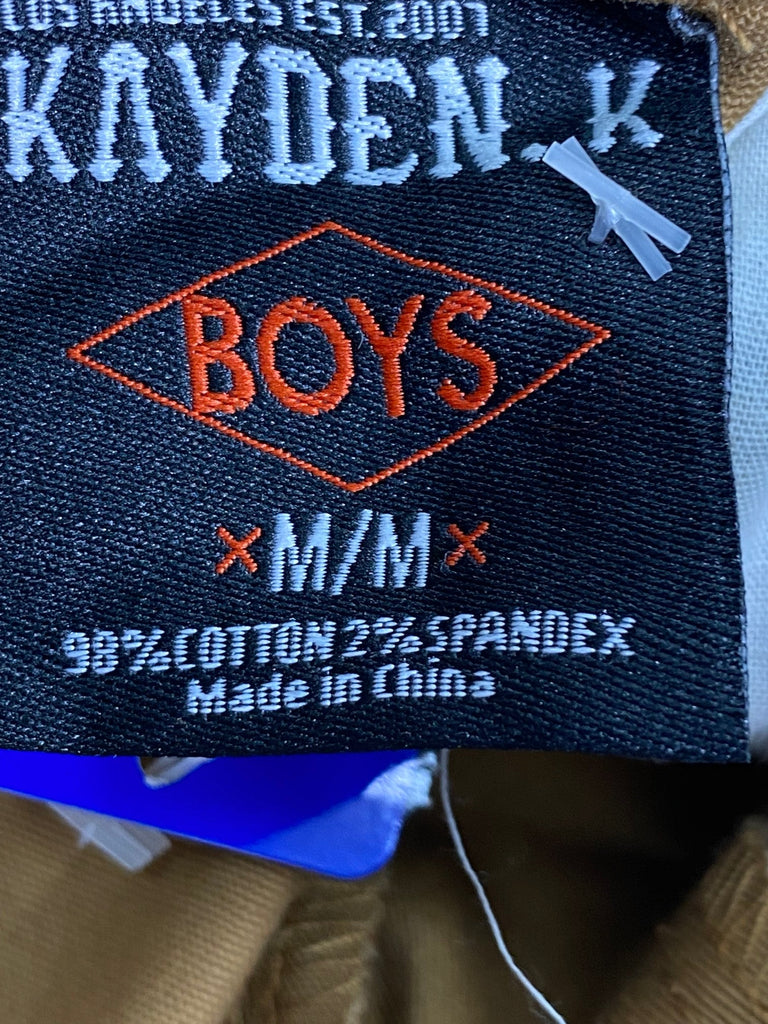 LOS ANGELES EST.2007
KAYDEN.K
BOYS
×M/M×
98%COTTON 2%SPANDEX
Made in China